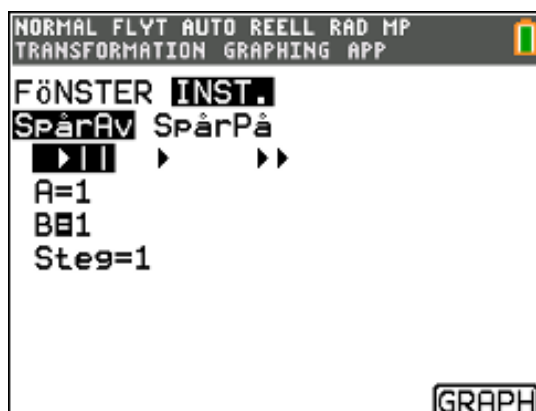 NORMAL FLYT AUTO REELL RAD MP
TRANSFORMATION GRAPHING APP
FöNSTER INST.
SpårAv SpårPå
A=1
B=1
Steg=1
GRAPH